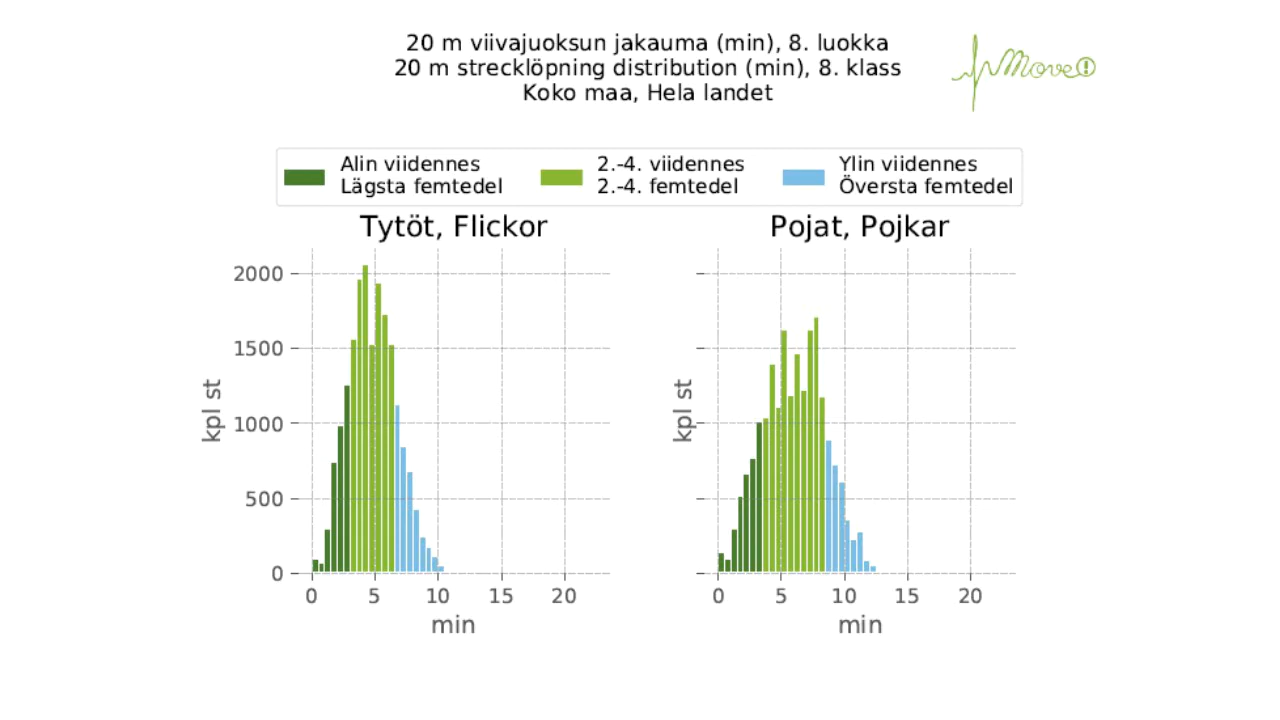 20 m viivajuoksun jakauma (min), 8. luokka
20 m strecklöpning distribution (min), 8. klass
Koko maa, Hela landet
Move!
Alin viidennes
Lägsta femtedel
2.-4. viidennes
2.-4. femtedel
Ylin viidennes
Översta femtedel
Tytöt, Flickor
Pojat, Pojkar
2000
1500
1000
500
0
kpl st
kpl st
0 5 10 15 20
0 5 10 15 20
min
min